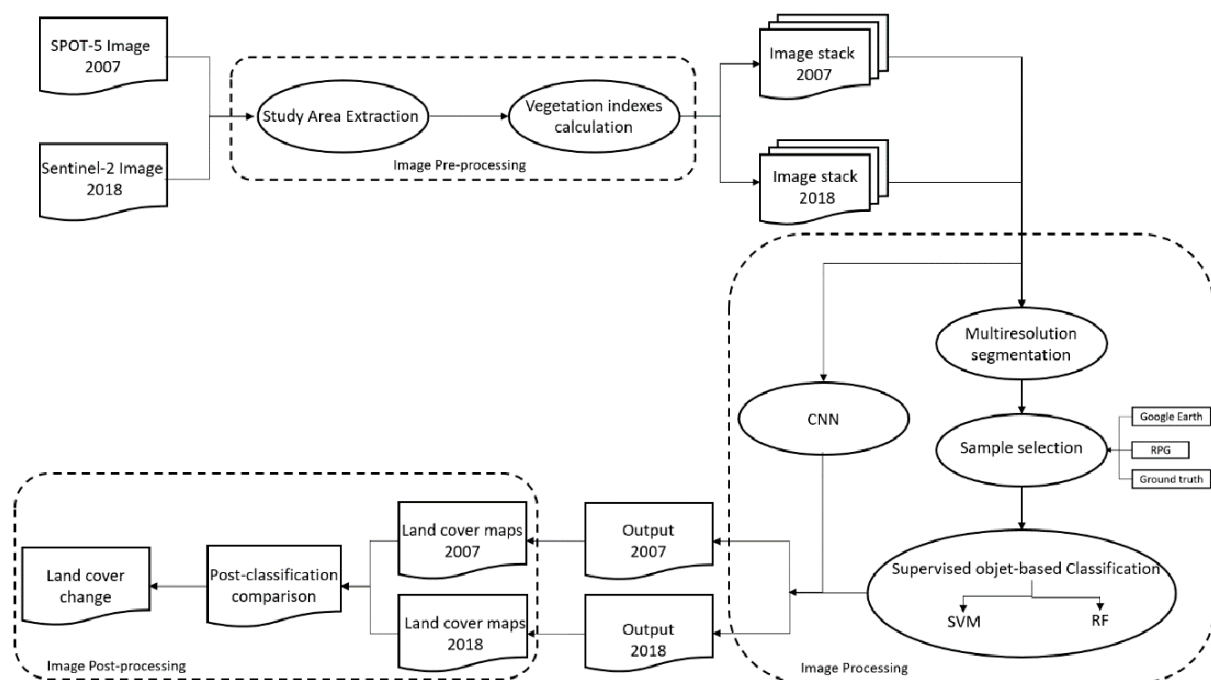 SPOT-5 Image
2007
Sentinel-2 Image
2018
Study Area Extraction
Vegetation indexes
calculation
Image Pre-processing
Image stack
2007
Image stack
2018
Multiresolution
segmentation
CNN
Sample selection
Google Earth
RPG
Ground truth
Supervised objet-based Classification
SVM
RF
Image Processing
Output
2007
Output
2018
Land cover maps
2007
Land cover maps
2018
Post-classification
comparison
Land cover
change
Image Post-processing